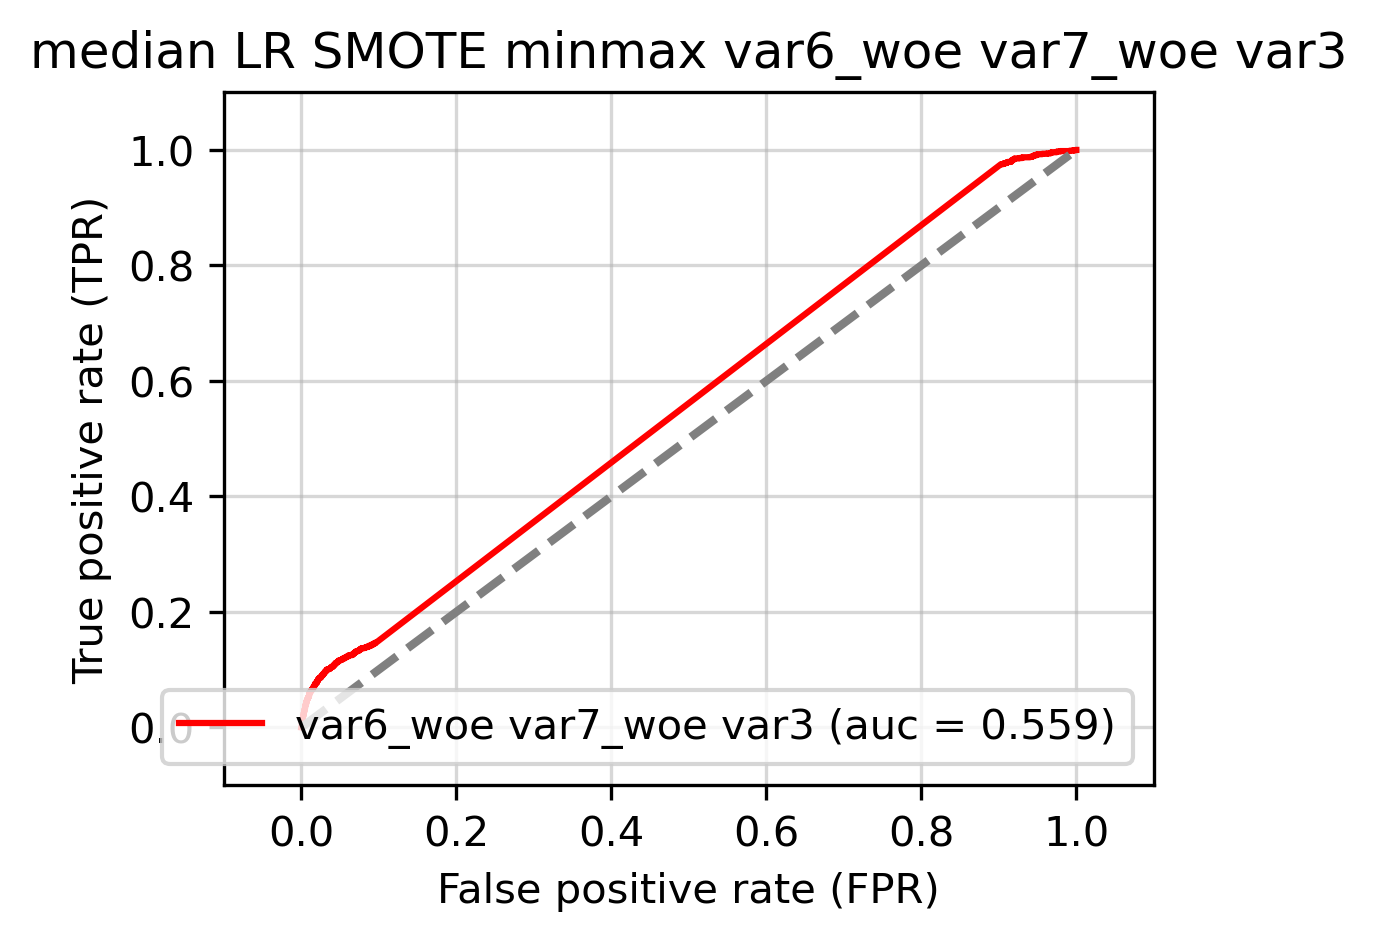 median LR SMOTE minmax var6_woe var7_woe var3
1.0
0.8
0.6
0.4
0.2
0.0
True positive rate (TPR)
var6_woe var7_woe var3 (auc = 0.559)
0.0 0.2 0.4 0.6 0.8 1.0
False positive rate (FPR)